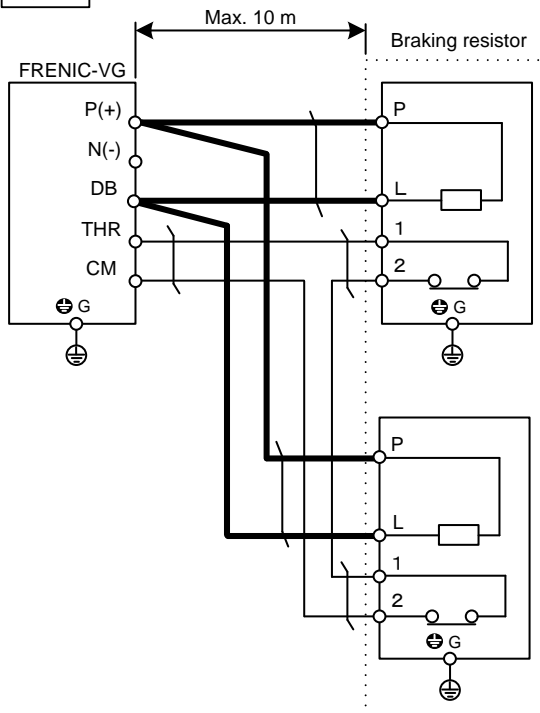 Max. 10 m
Braking resistor
FRENIC-VG
P(+)
N(-)
DB
THR
CM
G
P
L
1
2
G
P
L
1
2
G